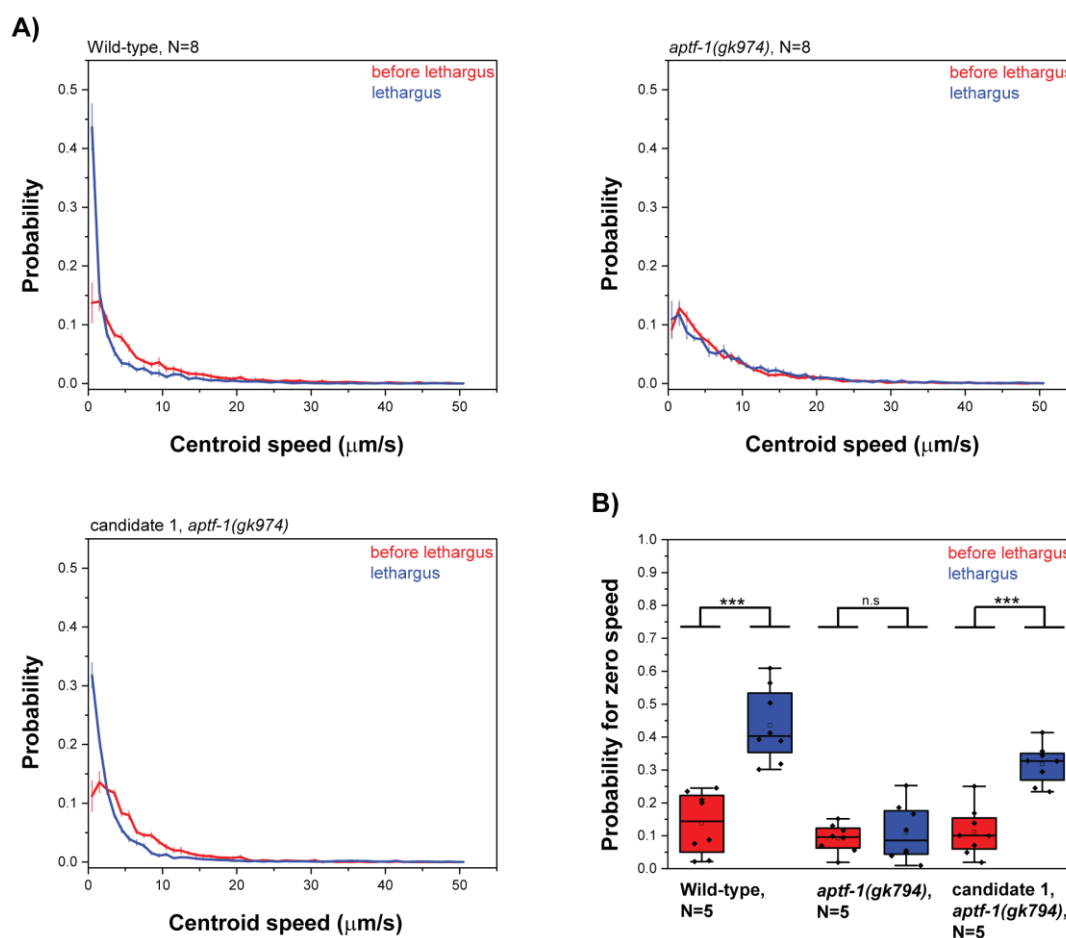 A)
Wild-type, N=8
before lethargus
lethargus
Probability
0.5
0.4
0.3
0.2
0.1
0.0
0 10 20 30 40 50
Centroid speed (μm/s)
aptf-1(gk974), N=8
before lethargus
lethargus
Probability
0.5
0.4
0.3
0.2
0.1
0.0
0 10 20 30 40 50
Centroid speed (μm/s)
candidate 1, aptf-1(gk974)
before lethargus
lethargus
Probability
0.5
0.4
0.3
0.2
0.1
0.0
0 10 20 30 40 50
Centroid speed (μm/s)
B)
before lethargus
lethargus
Probability for zero speed
1.0
0.9
0.8
0.7
0.6
0.5
0.4
0.3
0.2
0.1
0.0
*** n.s ***
Wild-type,
N=5
aptf-1(gk794),
N=5
candidate 1,
aptf-1(gk794),
N=5